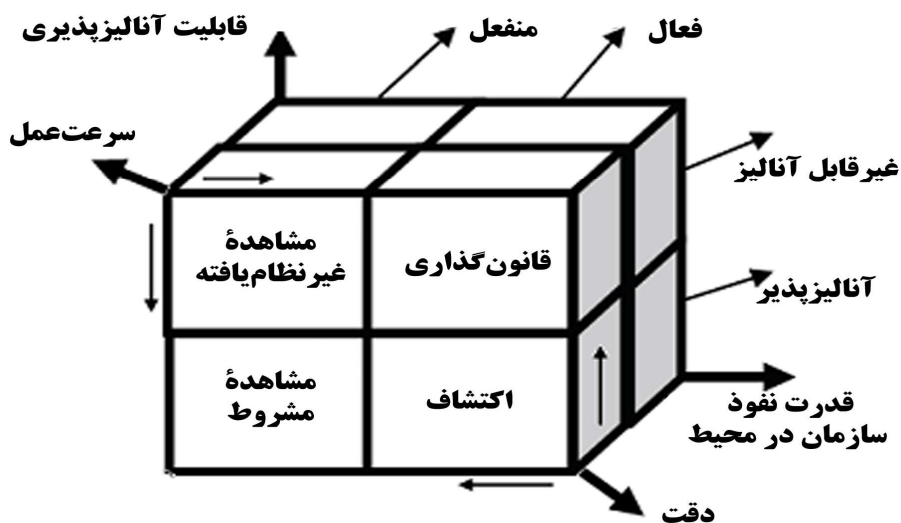 قابلیت آنالیزپذیری
منفعل
فعال
سرعت‌عمل
غیرقابل آنالیز
مشاهدهٔ
غیرنظام‌یافته
قانون‌گذاری
آنالیزپذیر
مشاهدهٔ
مشروط
اکتشاف
قدرت نفوذ
سازمان در محیط
دقت